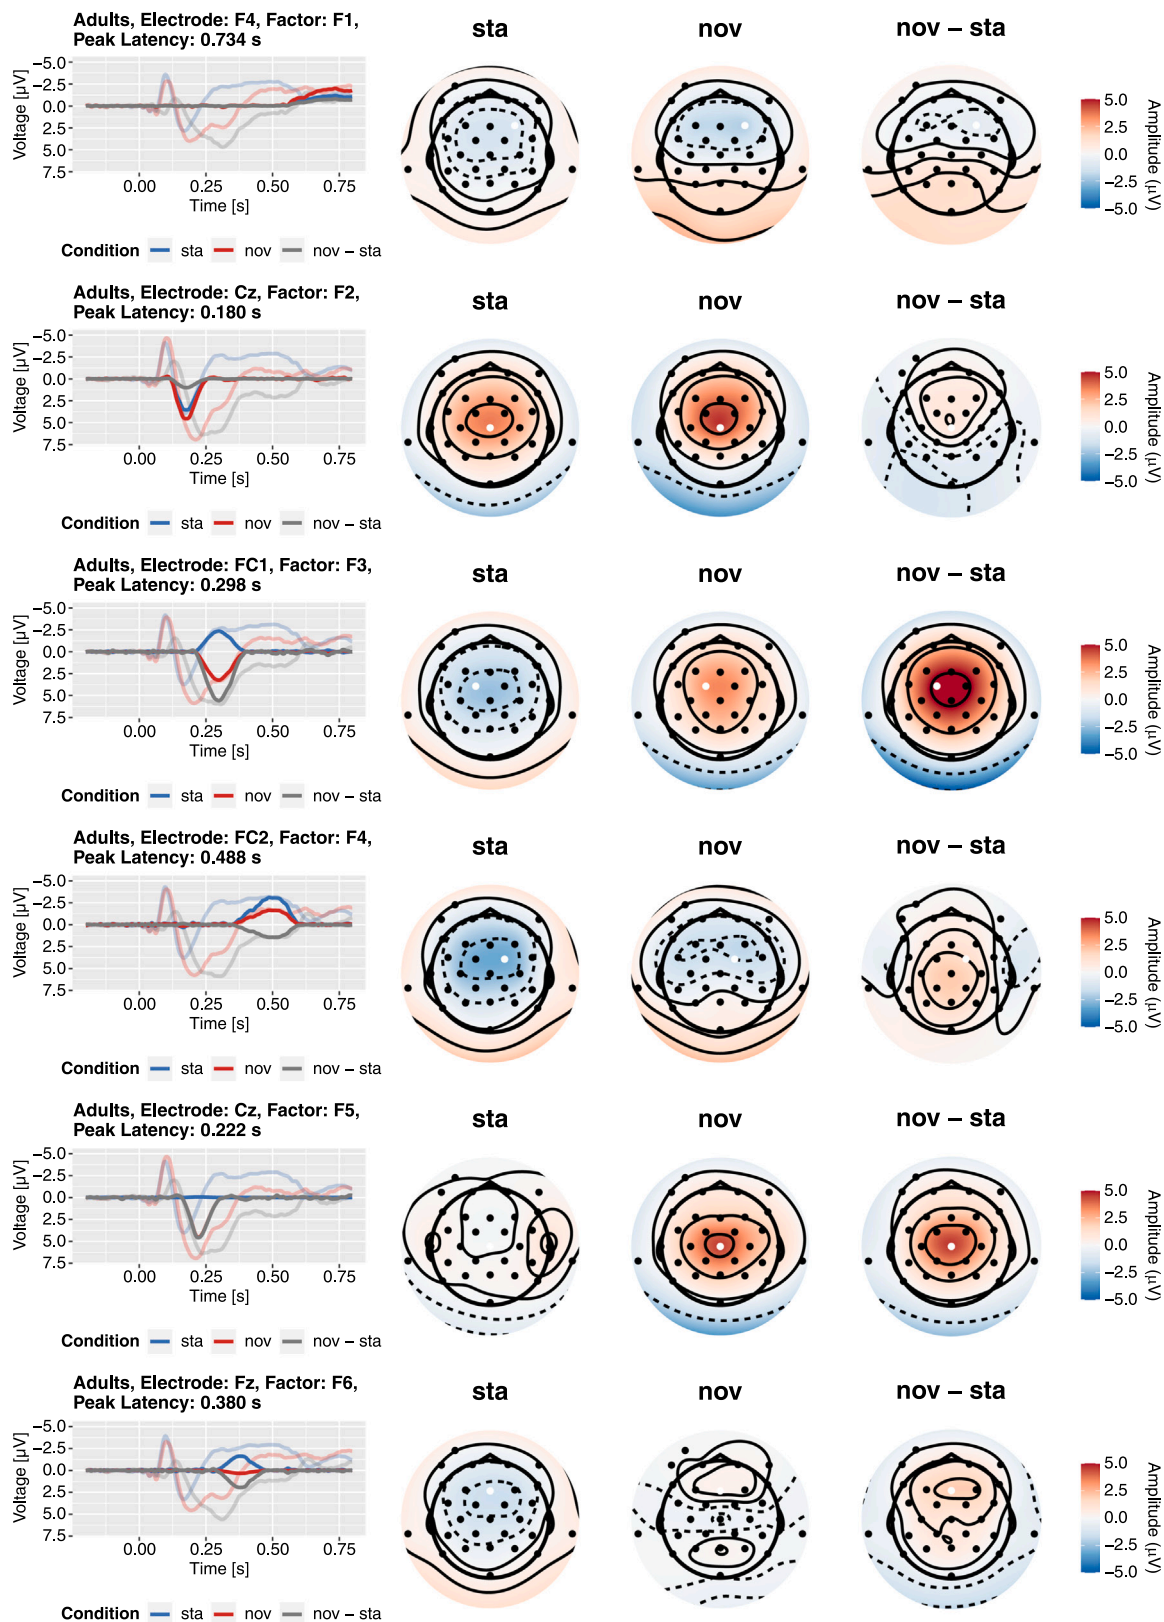 Adults, Electrode: F4, Factor: F1,
Peak Latency: 0.734 s
sta
nov
nov – sta
Voltage [µV]
−5.0
−2.5
0.0
2.5
5.0
7.5
0.00 0.25 0.50 0.75
Time [s]
Condition sta nov nov – sta
5.0
2.5
0.0
−2.5
−5.0
Amplitude (µV)
Adults, Electrode: Cz, Factor: F2,
Peak Latency: 0.180 s
sta
nov
nov – sta
Voltage [µV]
−5.0
−2.5
0.0
2.5
5.0
7.5
0.00 0.25 0.50 0.75
Time [s]
Condition sta nov nov – sta
5.0
2.5
0.0
−2.5
−5.0
Amplitude (µV)
Adults, Electrode: FC1, Factor: F3,
Peak Latency: 0.298 s
sta
nov
nov – sta
Voltage [µV]
−5.0
−2.5
0.0
2.5
5.0
7.5
0.00 0.25 0.50 0.75
Time [s]
Condition sta nov nov – sta
5.0
2.5
0.0
−2.5
−5.0
Amplitude (µV)
Adults, Electrode: FC2, Factor: F4,
Peak Latency: 0.488 s
sta
nov
nov – sta
Voltage [µV]
−5.0
−2.5
0.0
2.5
5.0
7.5
0.00 0.25 0.50 0.75
Time [s]
Condition sta nov nov – sta
5.0
2.5
0.0
−2.5
−5.0
Amplitude (µV)
Adults, Electrode: Cz, Factor: F5,
Peak Latency: 0.222 s
sta
nov
nov – sta
Voltage [µV]
−5.0
−2.5
0.0
2.5
5.0
7.5
0.00 0.25 0.50 0.75
Time [s]
Condition sta nov nov – sta
5.0
2.5
0.0
−2.5
−5.0
Amplitude (µV)
Adults, Electrode: Fz, Factor: F6,
Peak Latency: 0.380 s
sta
nov
nov – sta
Voltage [µV]
−5.0
−2.5
0.0
2.5
5.0
7.5
0.00 0.25 0.50 0.75
Time [s]
Condition sta nov nov – sta
5.0
2.5
0.0
−2.5
−5.0
Amplitude (µV)